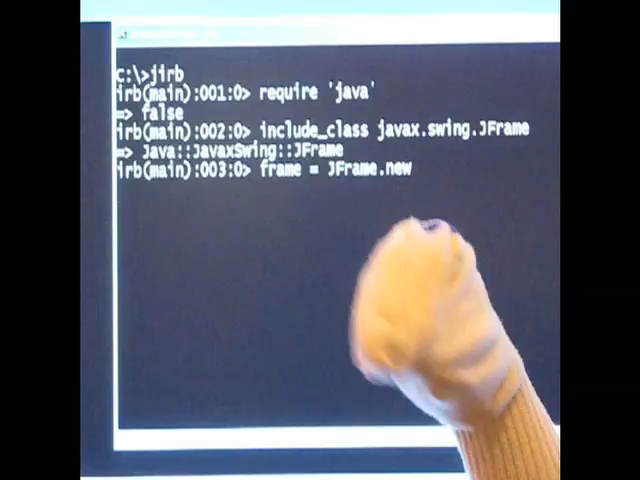 C:\>jirb
irb(main):001:0> require 'java'
=> false
irb(main):002:0> include_class javax.swing.JFrame
=> Java::JavaxSwing::JFrame
irb(main):003:0> frame = JFrame.new